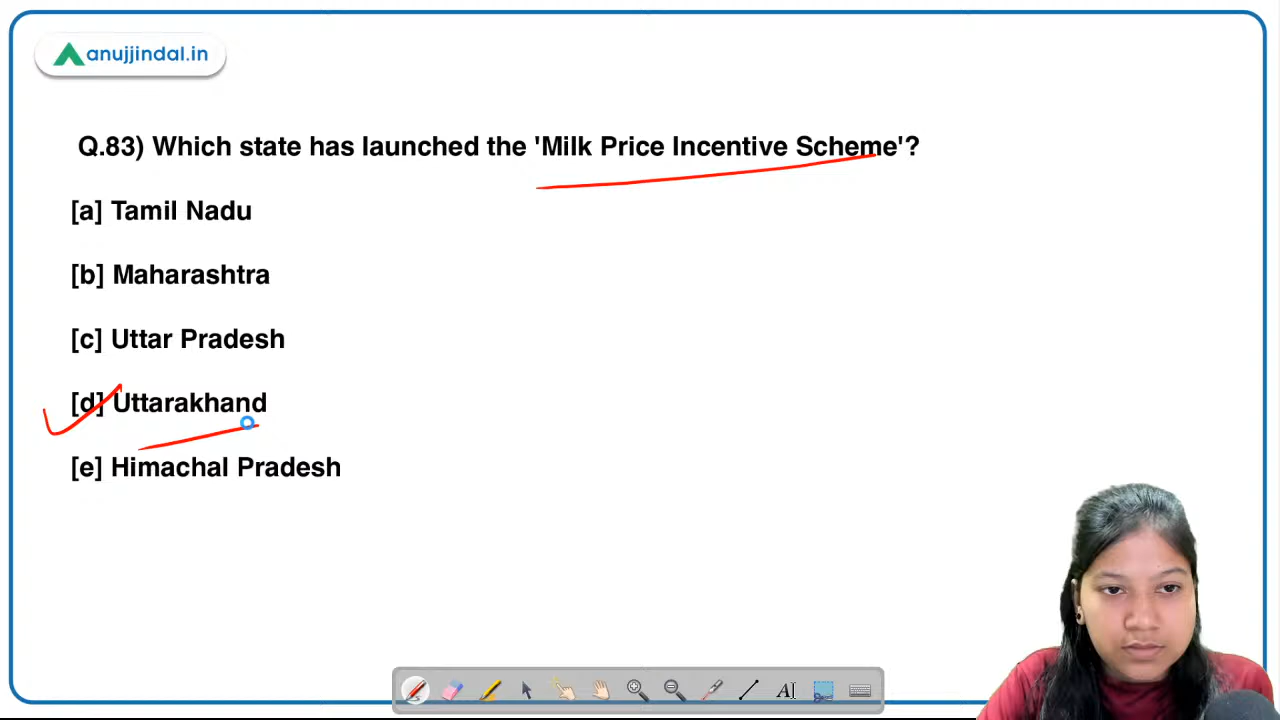 anujjindal.in
Q.83) Which state has launched the 'Milk Price Incentive Scheme'?
[a] Tamil Nadu
[b] Maharashtra
[c] Uttar Pradesh
[d] Uttarakhand
[e] Himachal Pradesh
A